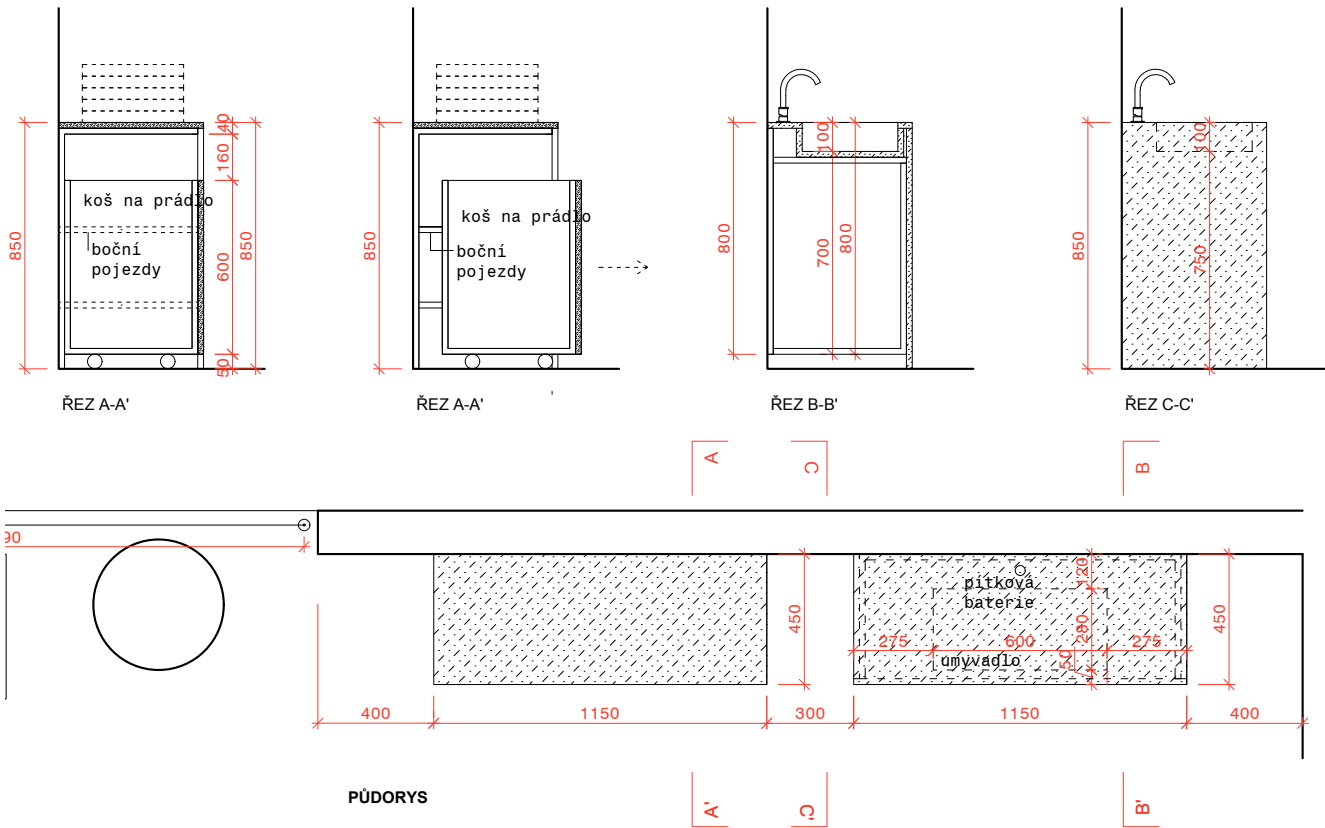 850
40
160
600
50
850
koš na prádlo
boční
pojezdy
ŘEZ A-A'
850
koš na prádlo
boční
pojezdy
ŘEZ A-A'
'
800
100
700
800
ŘEZ B-B'
850
100
750
ŘEZ C-C'
A
C
B
90
450
pítková
baterie
umyvadlo
120
280
50
275
600
275
450
400
1150
300
1150
400
PŮDORYS
A'
C'
B'